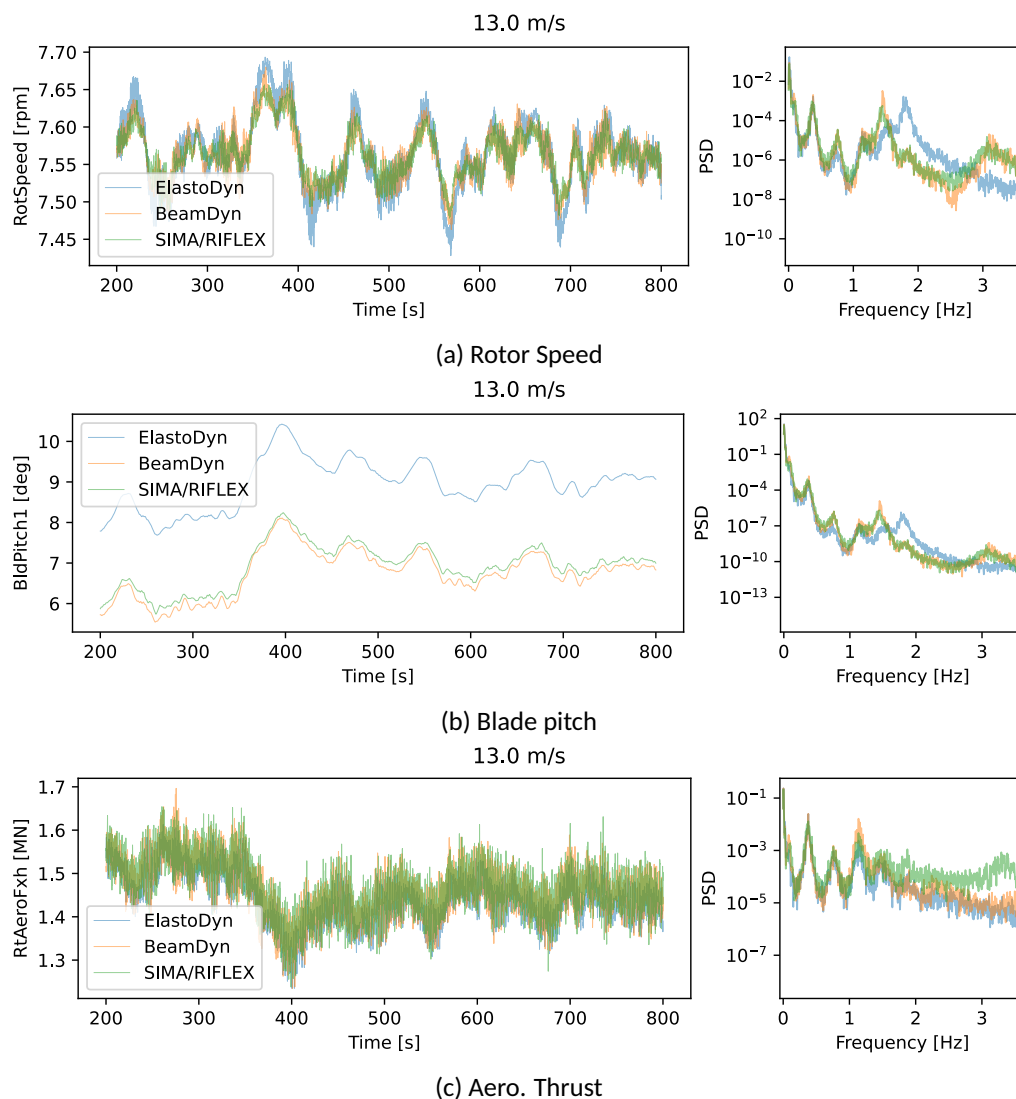 13.0 m/s
7.70
7.65
7.60
7.55
7.50
7.45
RotSpeed [rpm]
ElastoDyn
BeamDyn
SIMA/RIFLEX
200 300 400 500 600 700 800
Time [s]
10⁻²
10⁻⁴
10⁻⁶
10⁻⁸
10⁻¹⁰
PSD
0 1 2 3
Frequency [Hz]
(a) Rotor Speed
13.0 m/s
10
9
8
7
6
BldPitch1 [deg]
ElastoDyn
BeamDyn
SIMA/RIFLEX
200 300 400 500 600 700 800
Time [s]
10²
10⁻¹
10⁻⁴
10⁻⁷
10⁻¹⁰
10⁻¹³
PSD
0 1 2 3
Frequency [Hz]
(b) Blade pitch
13.0 m/s
1.7
1.6
1.5
1.4
1.3
RtAeroFxh [MN]
ElastoDyn
BeamDyn
SIMA/RIFLEX
200 300 400 500 600 700 800
Time [s]
10⁻¹
10⁻³
10⁻⁵
10⁻⁷
PSD
0 1 2 3
Frequency [Hz]
(c) Aero. Thrust